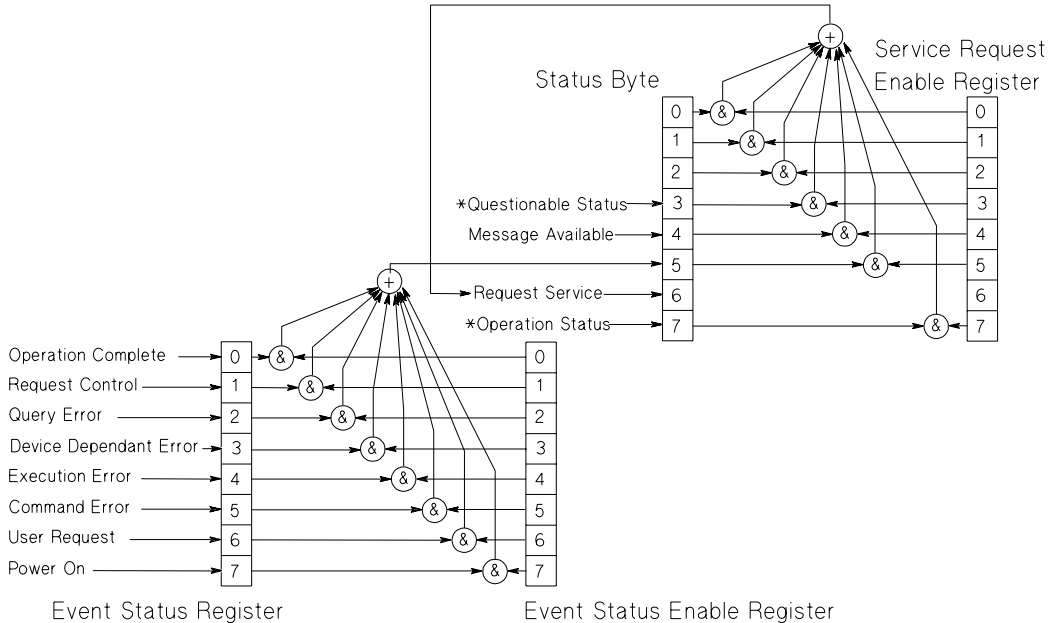 +
Service Request
Status Byte
Enable Register
0 & 0
1 & 1
2 & 2
*Questionable Status 3 & 3
Message Available 4 & 4
5 & 5
+
Request Service 6 6
*Operation Status 7 & 7
Operation Complete 0 & 0
Request Control 1 & 1
Query Error 2 & 2
Device Dependant Error 3 & 3
Execution Error 4 & 4
Command Error 5 & 5
User Request 6 & 6
Power On 7 & 7
Event Status Register
Event Status Enable Register